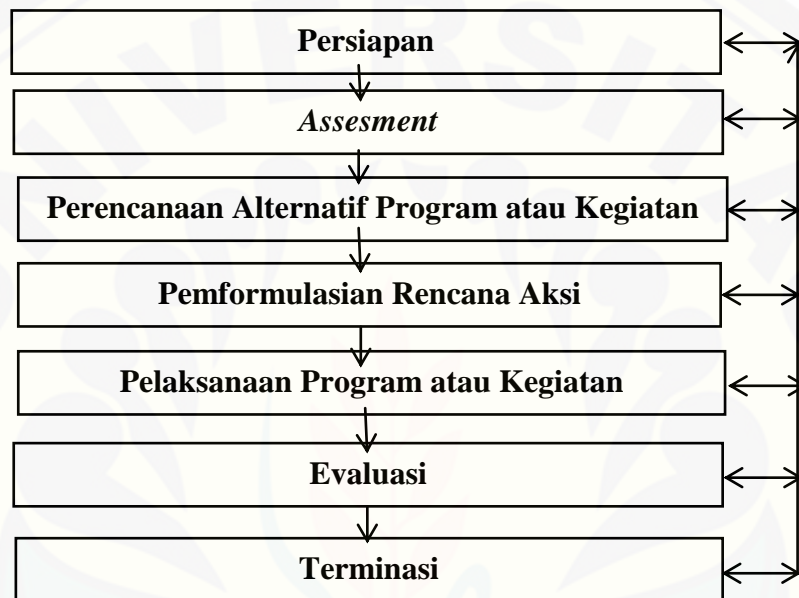 Persiapan
Assesment
Perencanaan Alternatif Program atau Kegiatan
Pemformulasian Rencana Aksi
Pelaksanaan Program atau Kegiatan
Evaluasi
Terminasi